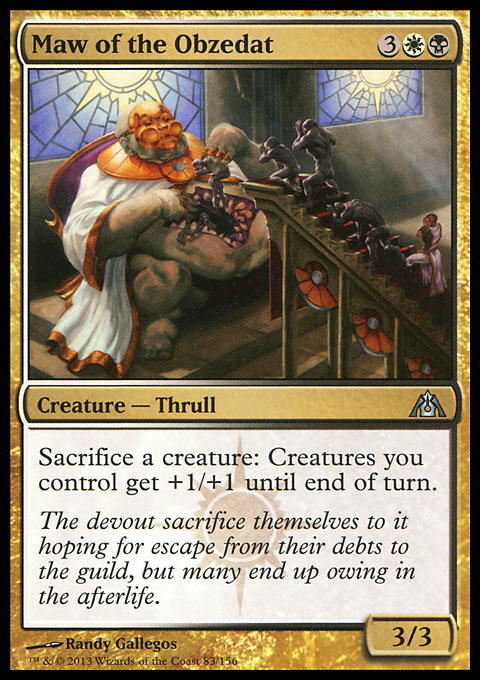 Maw of the Obzedat 3
Creature — Thrull
Sacrifice a creature: Creatures you
control get +1/+1 until end of turn.
The devout sacrifice themselves to it
hoping for escape from their debts to
the guild, but many end up owing in
the afterlife.
3/3
Randy Gallegos
™ & © 2013 Wizards of the Coast 83/156